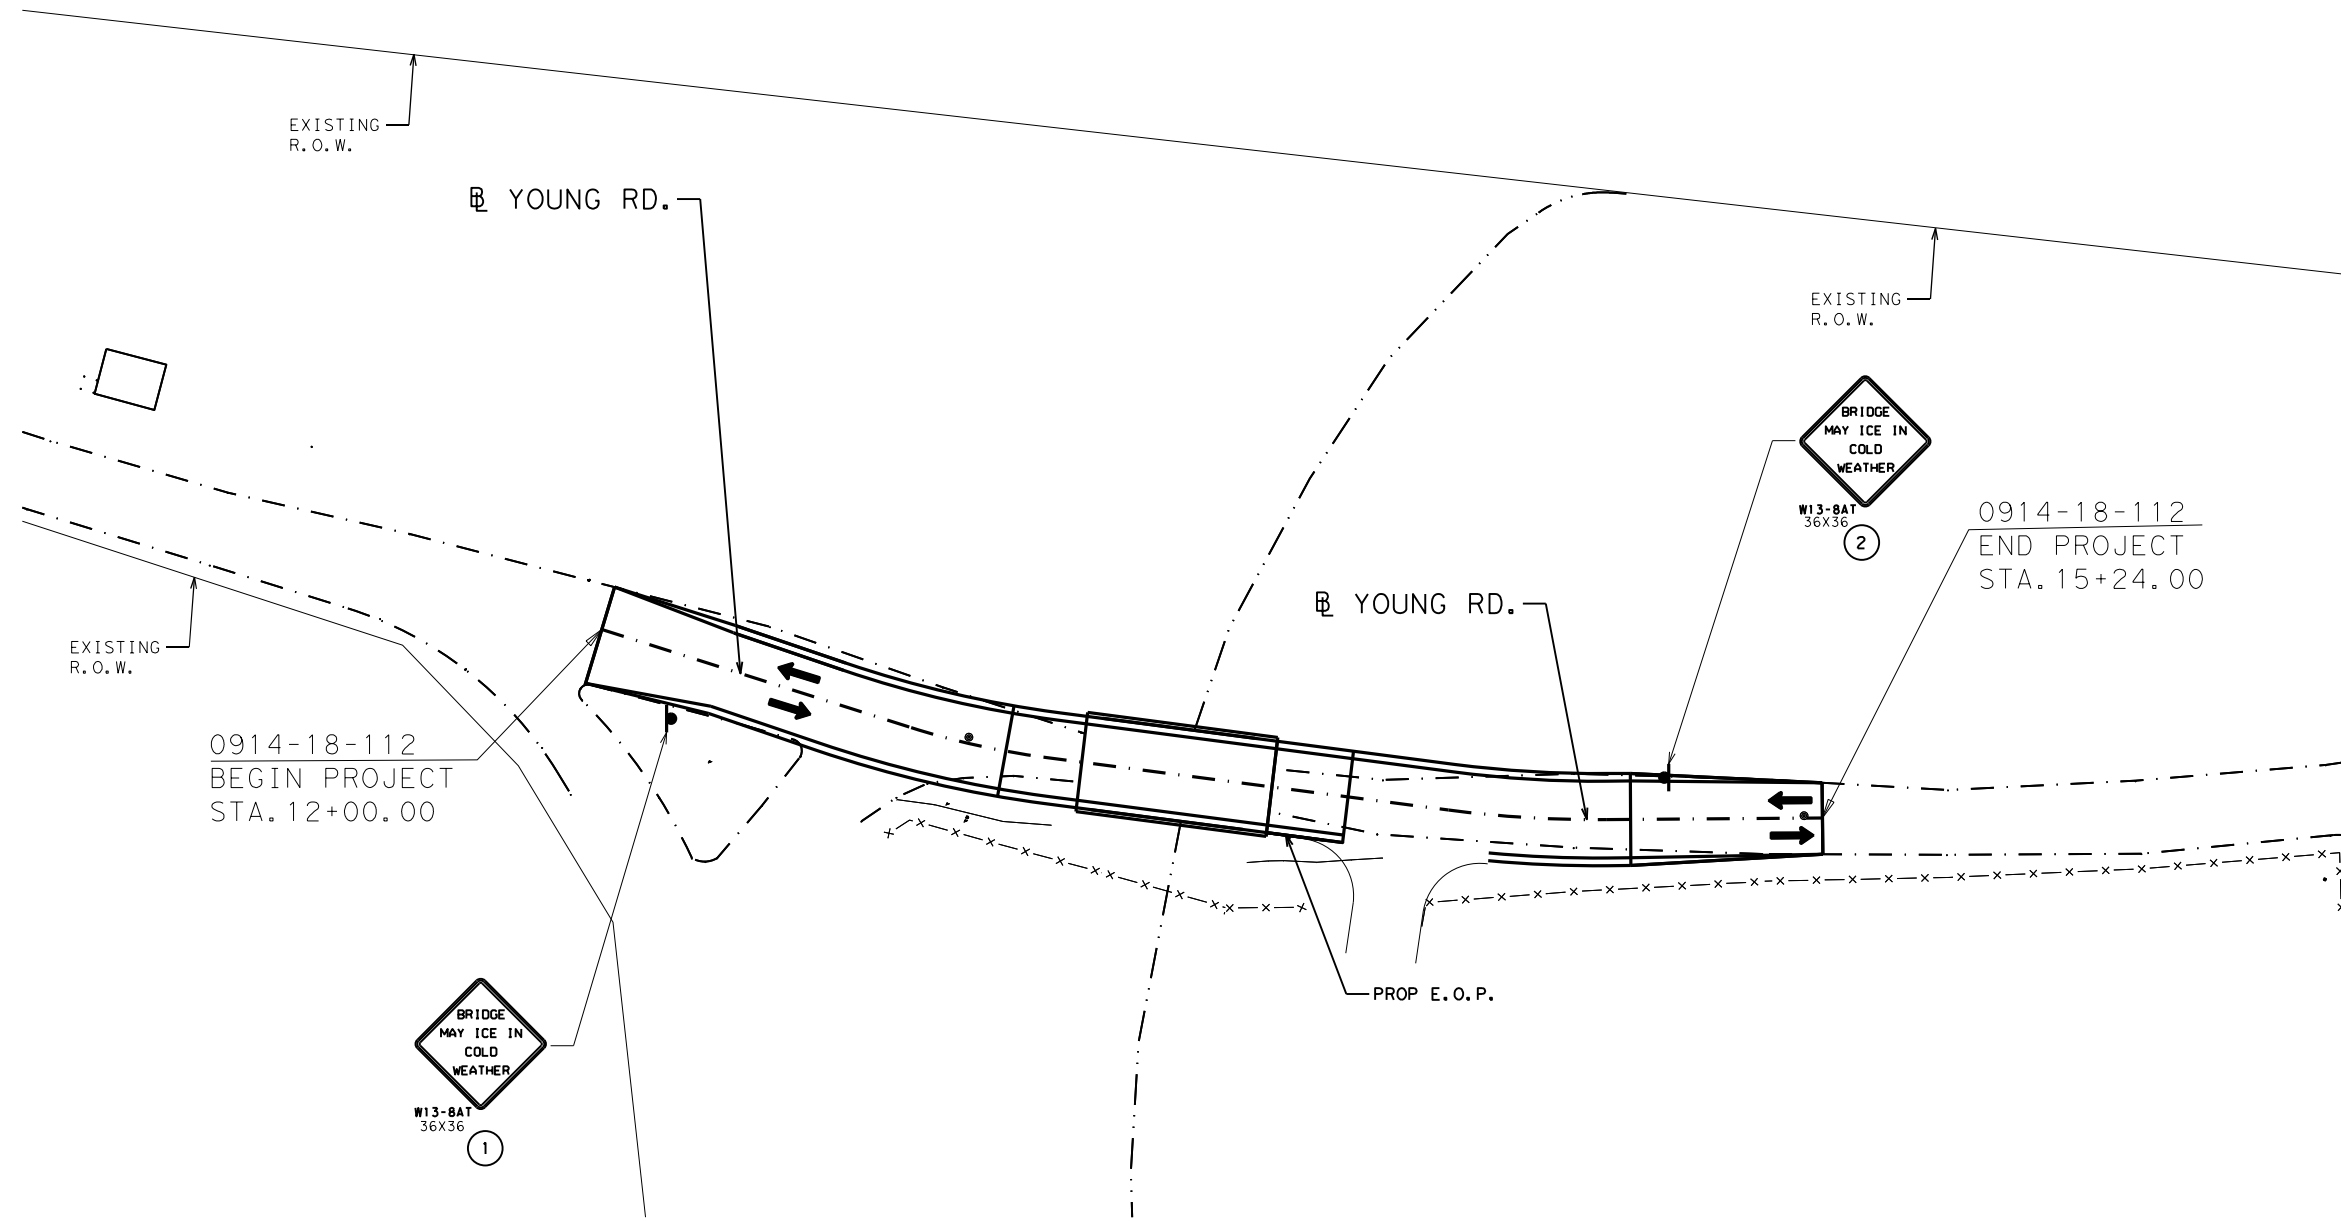 EXISTING
R.O.W.
BL YOUNG RD.
EXISTING
R.O.W.
BRIDGE
MAY ICE IN
COLD
WEATHER
W13-8AT
36X36
2
0914-18-112
END PROJECT
STA.15+24.00
BL YOUNG RD.
EXISTING
R.O.W.
0914-18-112
BEGIN PROJECT
STA.12+00.00
PROP E.O.P.
BRIDGE
MAY ICE IN
COLD
WEATHER
W13-8AT
36X36
1